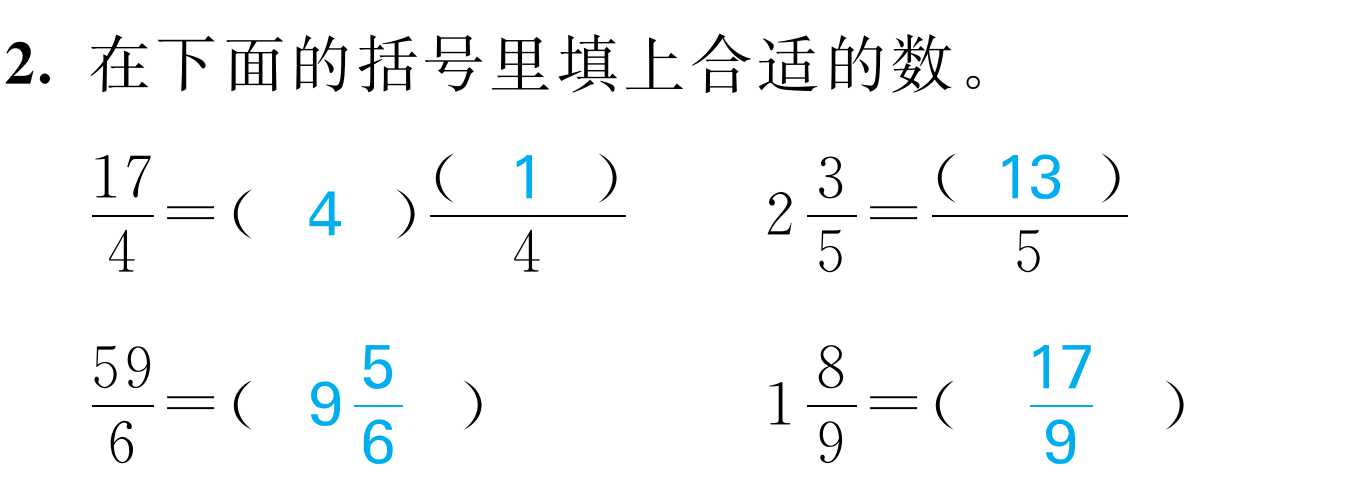 2. 在下面的括号里填上合适的数。
17/4=( 4 )( 1 )/4 2 3/5=( 13 )/5
59/6=( 9 5/6 ) 1 8/9=( 17/9 )